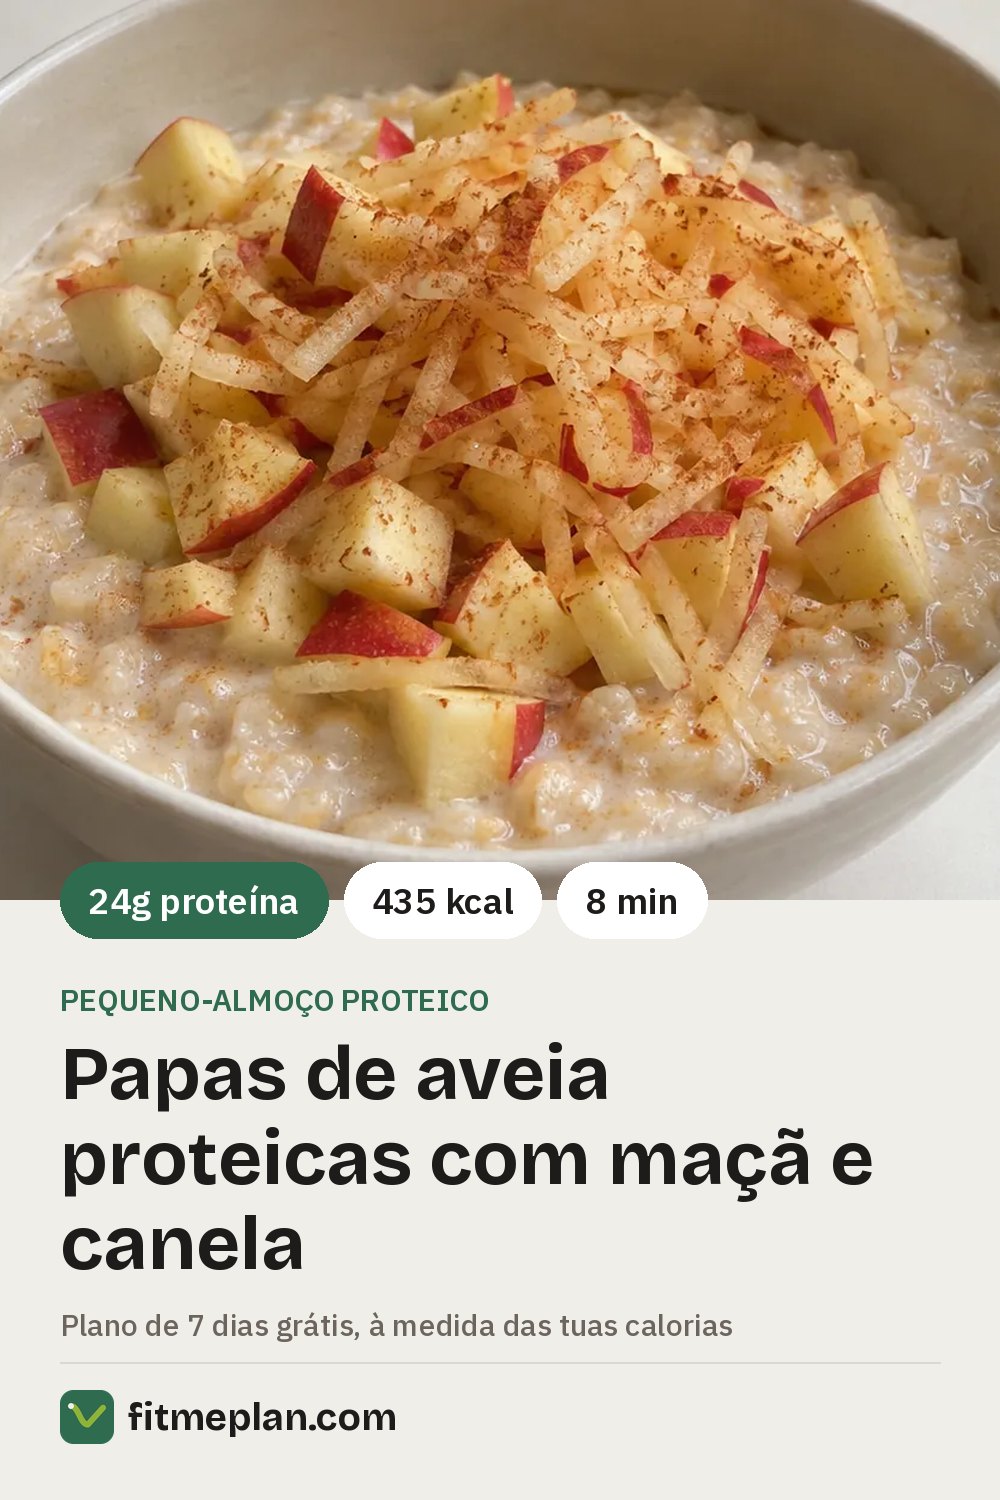 24g proteína
435 kcal
8 min
PEQUENO-ALMOÇO PROTEICO
Papas de aveia
proteicas com maçã e
canela
Plano de 7 dias grátis, à medida das tuas calorias
fitmeplan.com